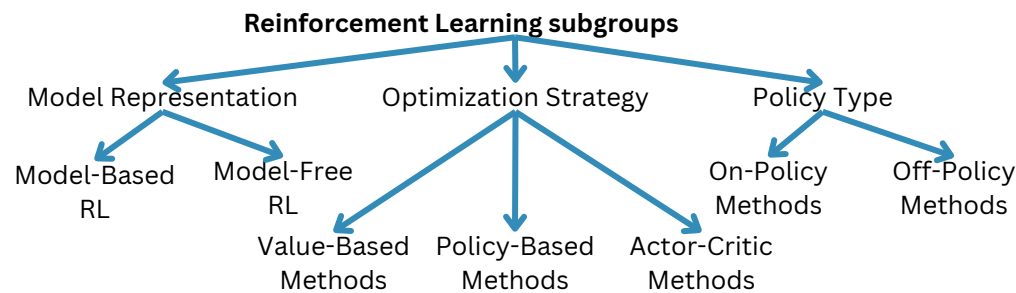 Reinforcement Learning subgroups
Model Representation
Optimization Strategy
Policy Type
Model-Based
RL
Model-Free
RL
On-Policy
Methods
Off-Policy
Methods
Value-Based
Methods
Policy-Based
Methods
Actor-Critic
Methods